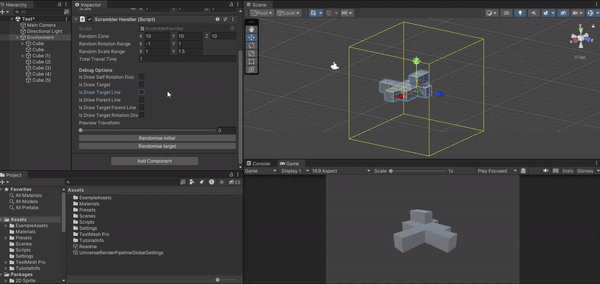 Hierarchy
Inspector
Scene
Test*
Main Camera
Directional Light
Environment
Cube
Cube
Cube (1)
Cube (2)
Cube (3)
Cube (4)
Cube (5)
Scrambler Handler (Script)
Script
ScramblerHandler
Random Zone X 10 Y 10 Z 10
Random Rotation Range X -1 Y 1
Random Scale Range X 1 Y 1.5
Total Travel Time 1
Debug Options
Is Draw Self Rotation Disc
Is Draw Target
Is Draw Target Line
Is Draw Parent Line
Is Draw Target Parent Line
Is Draw Target Rotation Dis
Preview Transform 0
Randomise initial
Randomise target
Add Component
Pivot Local
2D
Console Game
Game Display 1 16:9 Aspect Scale 1x Play Focused Stats Gizmos
Project
Favorites
All Materials
All Models
All Prefabs
Assets
ExampleAssets
Materials
Presets
Scenes
Scripts
Settings
TextMesh Pro
TutorialInfo
Packages
2D Sprite
Assets
ExampleAssets
Materials
Presets
Scenes
Scripts
Settings
TextMesh Pro
TutorialInfo
Readme
UniversalRenderPipelineGlobalSettings